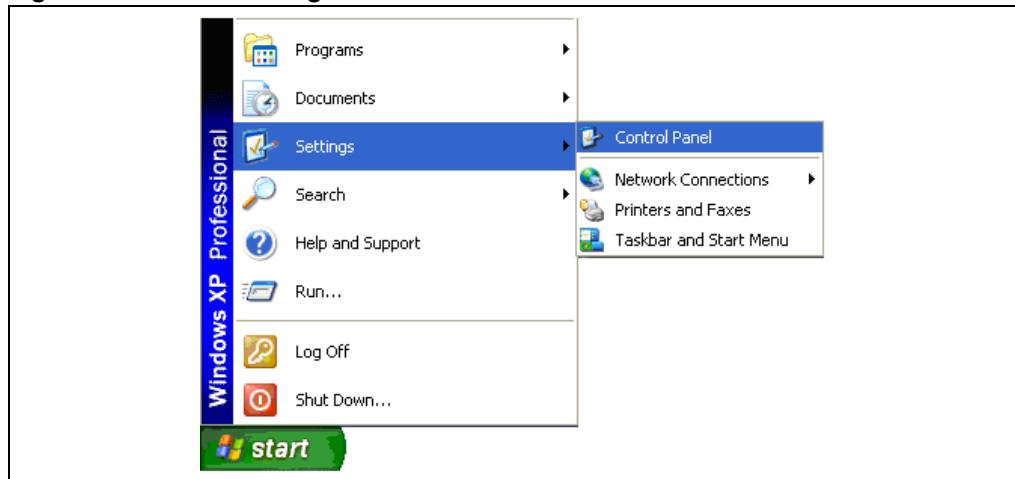 Programs
Documents
Settings
Control Panel
Network Connections
Search
Printers and Faxes
Taskbar and Start Menu
Help and Support
Run...
Log Off
Shut Down...
Windows XP Professional
start